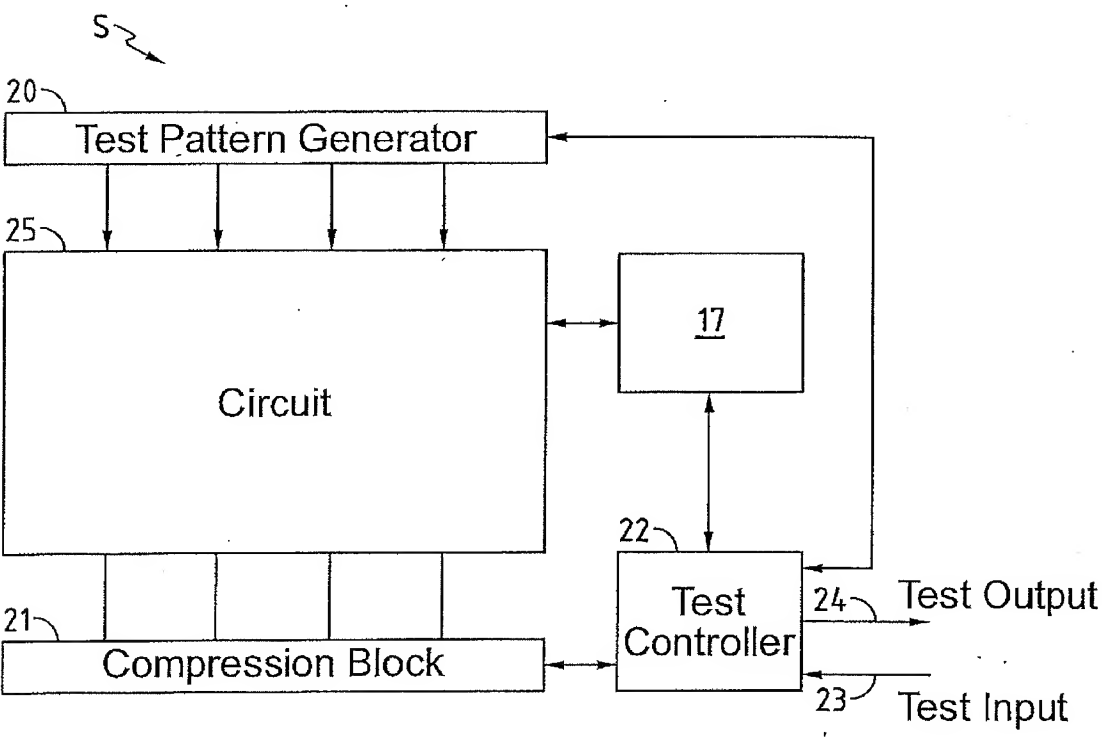 S
20
Test Pattern Generator
25
17
Circuit
22
Test
Controller
24
Test Output
21
Compression Block
23
Test Input